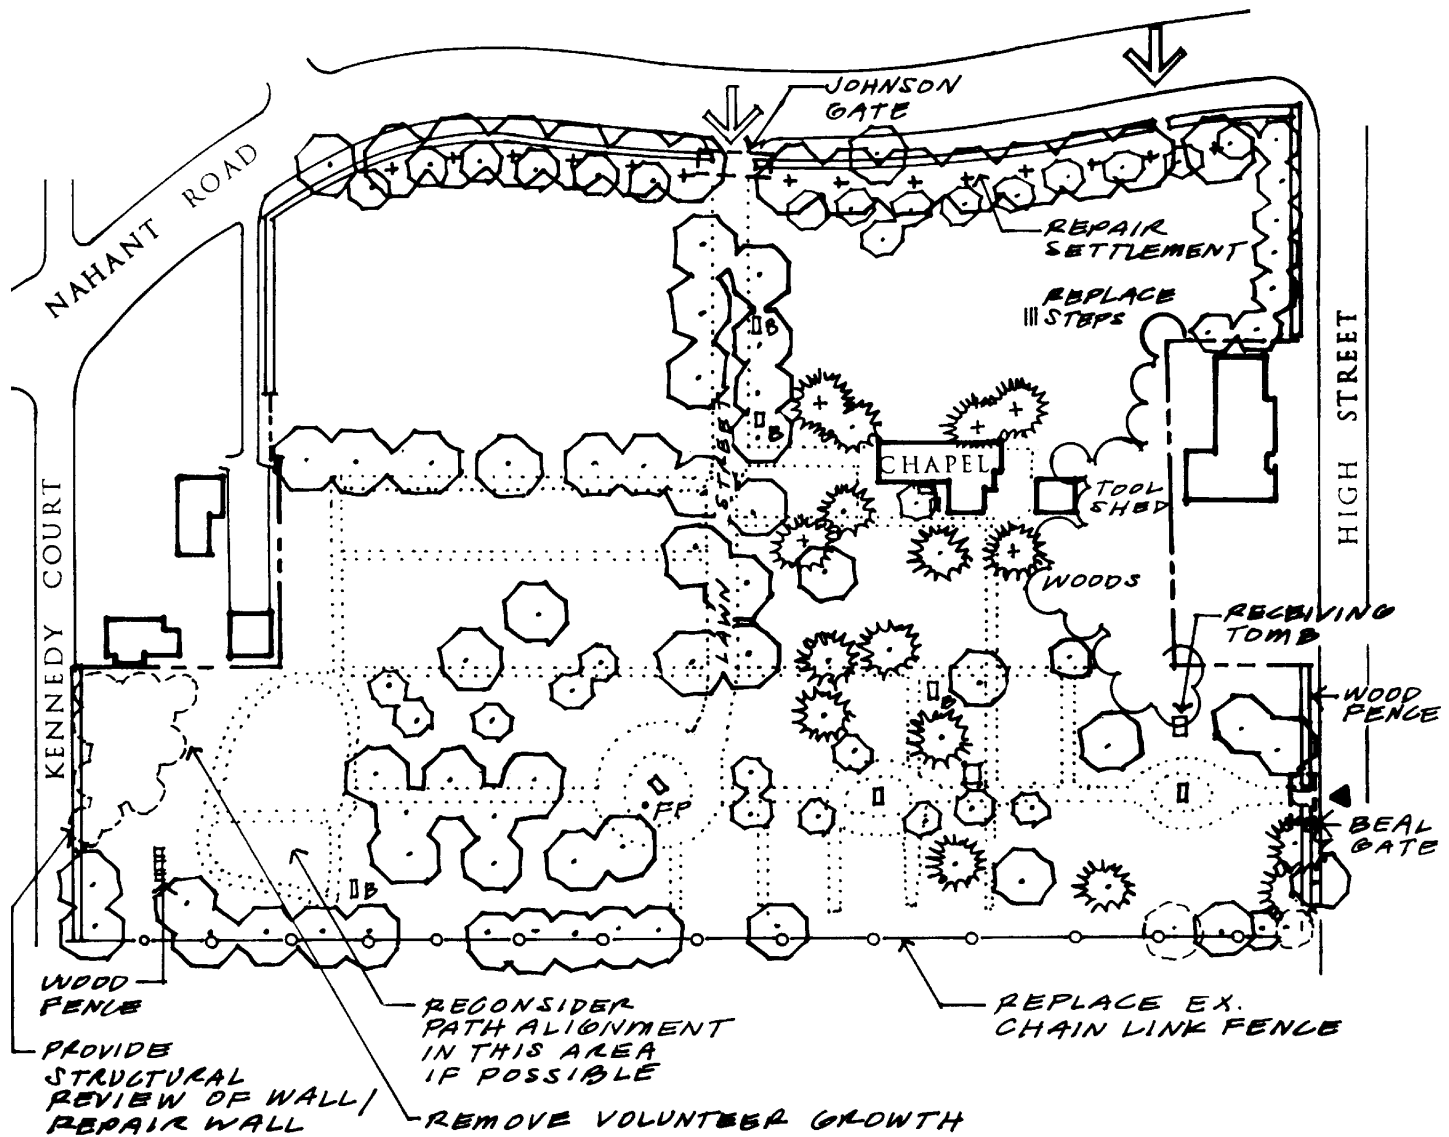 JOHNSON
GATE
NAHANT ROAD
REPAIR
SETTLEMENT
REPLACE
STEPS
B
HIGH STREET
B
STREET
LAWN
CHAPEL
TOOL
SHED
B
WOODS
KENNEDY COURT
RECEIVING
TOMB
B
WOOD
FENCE
FP
BEAL
GATE
B
WOOD
FENCE
RECONSIDER
PATH ALIGNMENT
IN THIS AREA
IF POSSIBLE
REPLACE EX.
CHAIN LINK FENCE
PROVIDE
STRUCTURAL
REVIEW OF WALL/
REPAIR WALL
REMOVE VOLUNTEER GROWTH